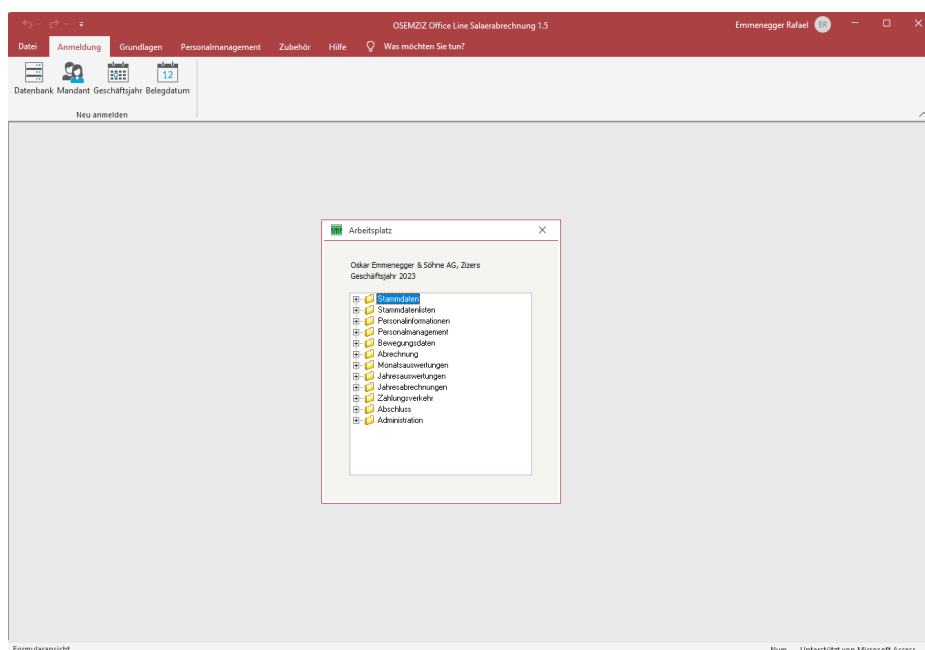 OSEMZIZ Office Line Salaerabrechnung 1.5
Emmenegger Rafael ER
Datei Anmeldung Grundlagen Personalmanagement Zubehör Hilfe Was möchten Sie tun?
12
Datenbank Mandant Geschäftsjahr Belegdatum
Neu anmelden
Arbeitsplatz
Oskar Emmenegger & Söhne AG, Zizers
Geschäftsjahr 2023
Stammdaten
Stammdatenlisten
Personalinformationen
Personalmanagement
Bewegungsdaten
Abrechnung
Monatsauswertungen
Jahresauswertungen
Jahresabrechnungen
Zahlungsverkehr
Abschluss
Administration
Formularansicht
Num Unterstützt von Microsoft Access